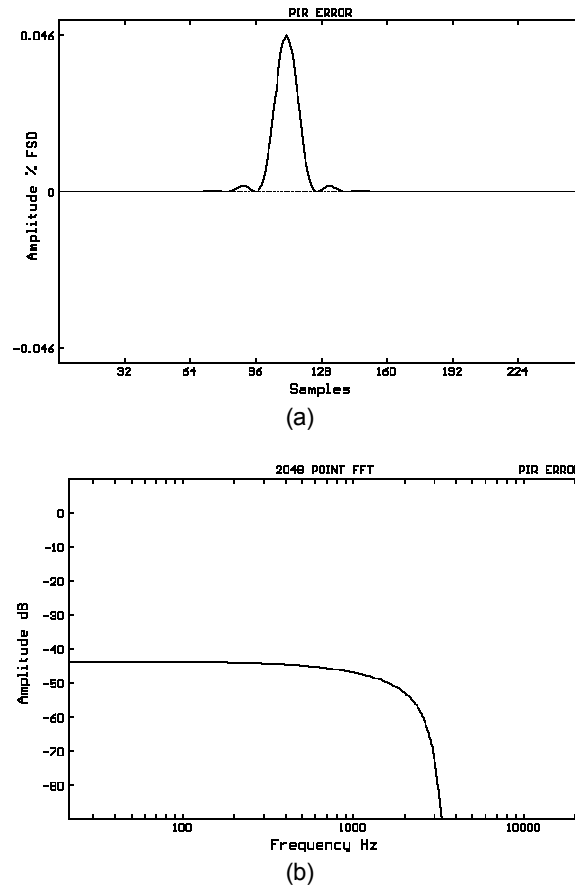 PIR ERROR
0.046
0
-0.046
Amplitude % FSD
32 64 96 128 160 192 224
Samples
(a)
2048 POINT FFT PIR ERROR
0
-10
-20
-30
-40
-50
-60
-70
-80
Amplitude dB
100 1000 10000
Frequency Hz
(b)